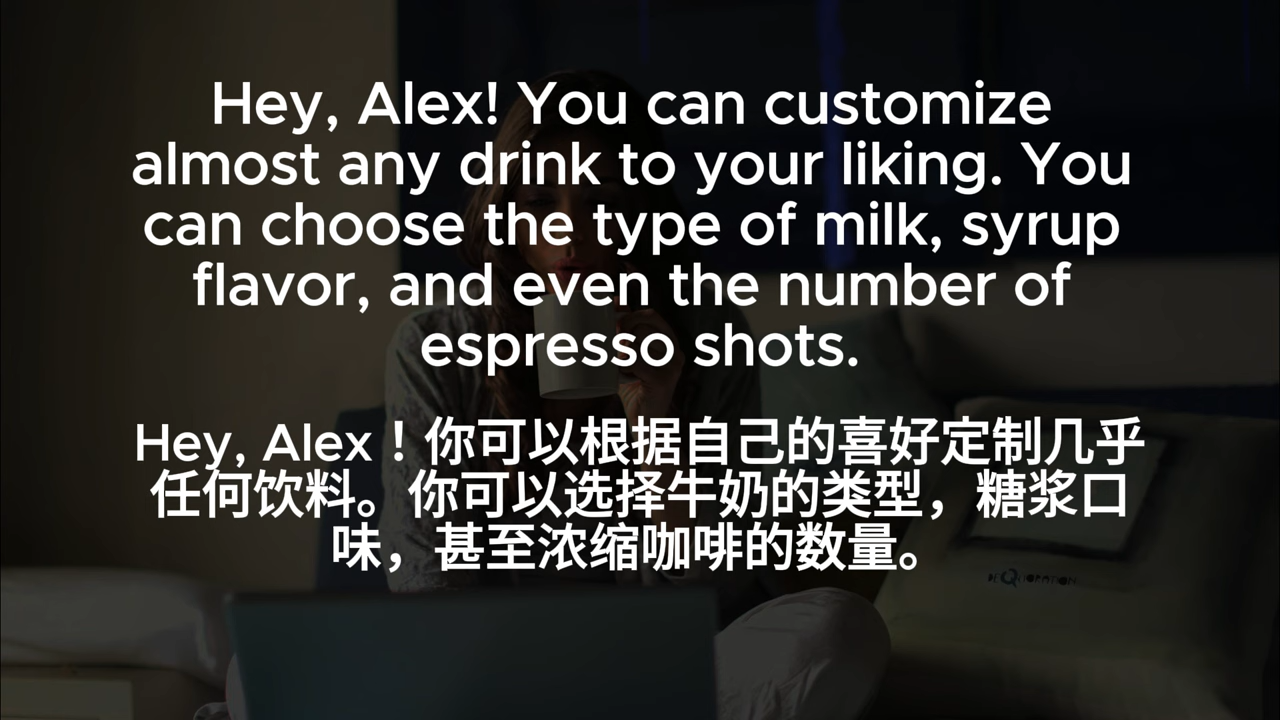 Hey, Alex! You can customize
almost any drink to your liking. You
can choose the type of milk, syrup
flavor, and even the number of
espresso shots.
Hey, Alex！你可以根据自己的喜好定制几乎
任何饮料。你可以选择牛奶的类型，糖浆口
味，甚至浓缩咖啡的数量。